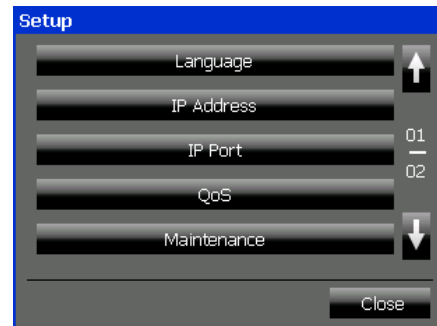 Setup
Language
IP Address
IP Port
QoS
Maintenance
01
02
Close